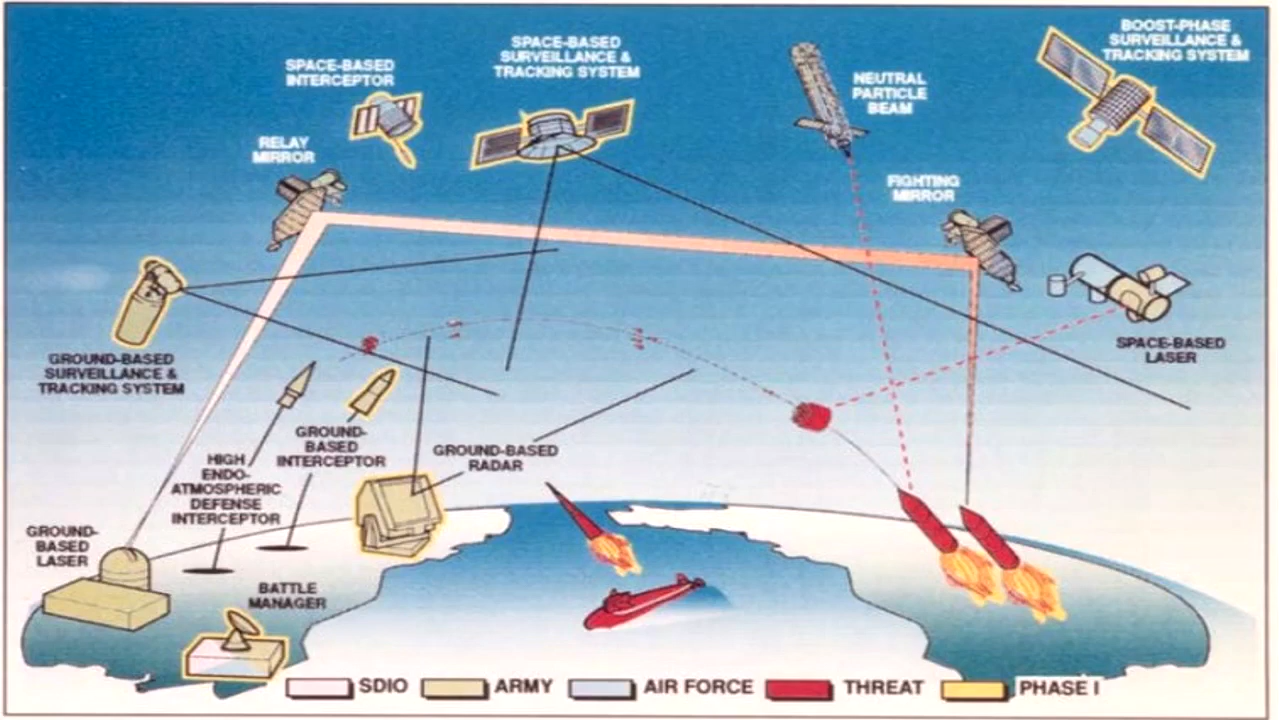 BOOST-PHASE
SURVEILLANCE &
TRACKING SYSTEM
SPACE-BASED
SURVEILLANCE &
TRACKING SYSTEM
SPACE-BASED
INTERCEPTOR
NEUTRAL
PARTICLE
BEAM
RELAY
MIRROR
FIGHTING
MIRROR
SPACE-BASED
LASER
GROUND-BASED
SURVEILLANCE &
TRACKING SYSTEM
GROUND-
BASED
INTERCEPTOR
GROUND-BASED
RADAR
HIGH
ENDO-
ATMOSPHERIC
DEFENSE
INTERCEPTOR
GROUND-
BASED
LASER
BATTLE
MANAGER
SDIO ARMY AIR FORCE THREAT PHASE I